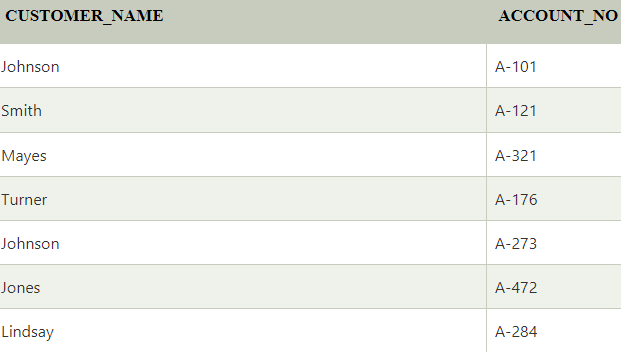 CUSTOMER_NAME ACCOUNT_NO
Johnson A-101
Smith A-121
Mayes A-321
Turner A-176
Johnson A-273
Jones A-472
Lindsay A-284